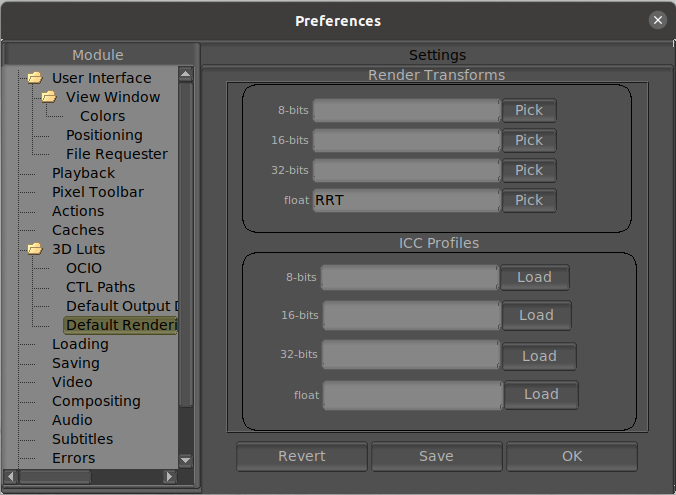 Preferences
Module
User Interface
View Window
Colors
Positioning
File Requester
Playback
Pixel Toolbar
Actions
Caches
3D Luts
OCIO
CTL Paths
Default Output D
Default Renderi
Loading
Saving
Video
Compositing
Audio
Subtitles
Errors
Settings
Render Transforms
8-bits Pick
16-bits Pick
32-bits Pick
float RRT Pick
ICC Profiles
8-bits Load
16-bits Load
32-bits Load
float Load
Revert Save OK